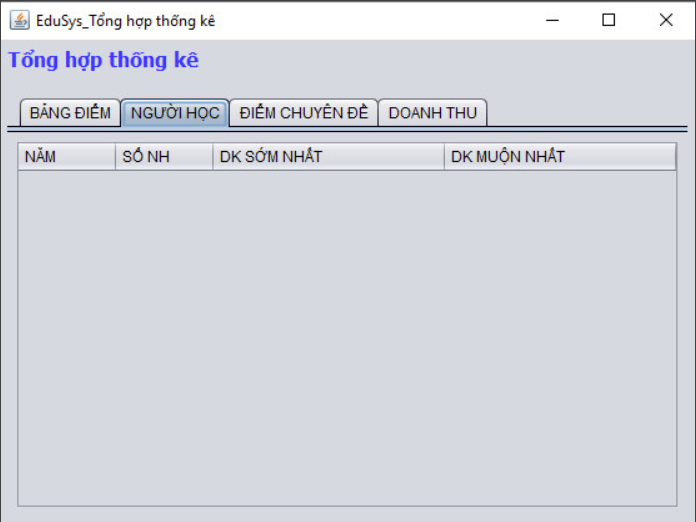 EduSys_Tổng hợp thống kê
Tổng hợp thống kê
BẢNG ĐIỂM NGƯỜI HỌC ĐIỂM CHUYÊN ĐỀ DOANH THU
NĂM SỐ NH DK SỚM NHẤT DK MUỘN NHẤT